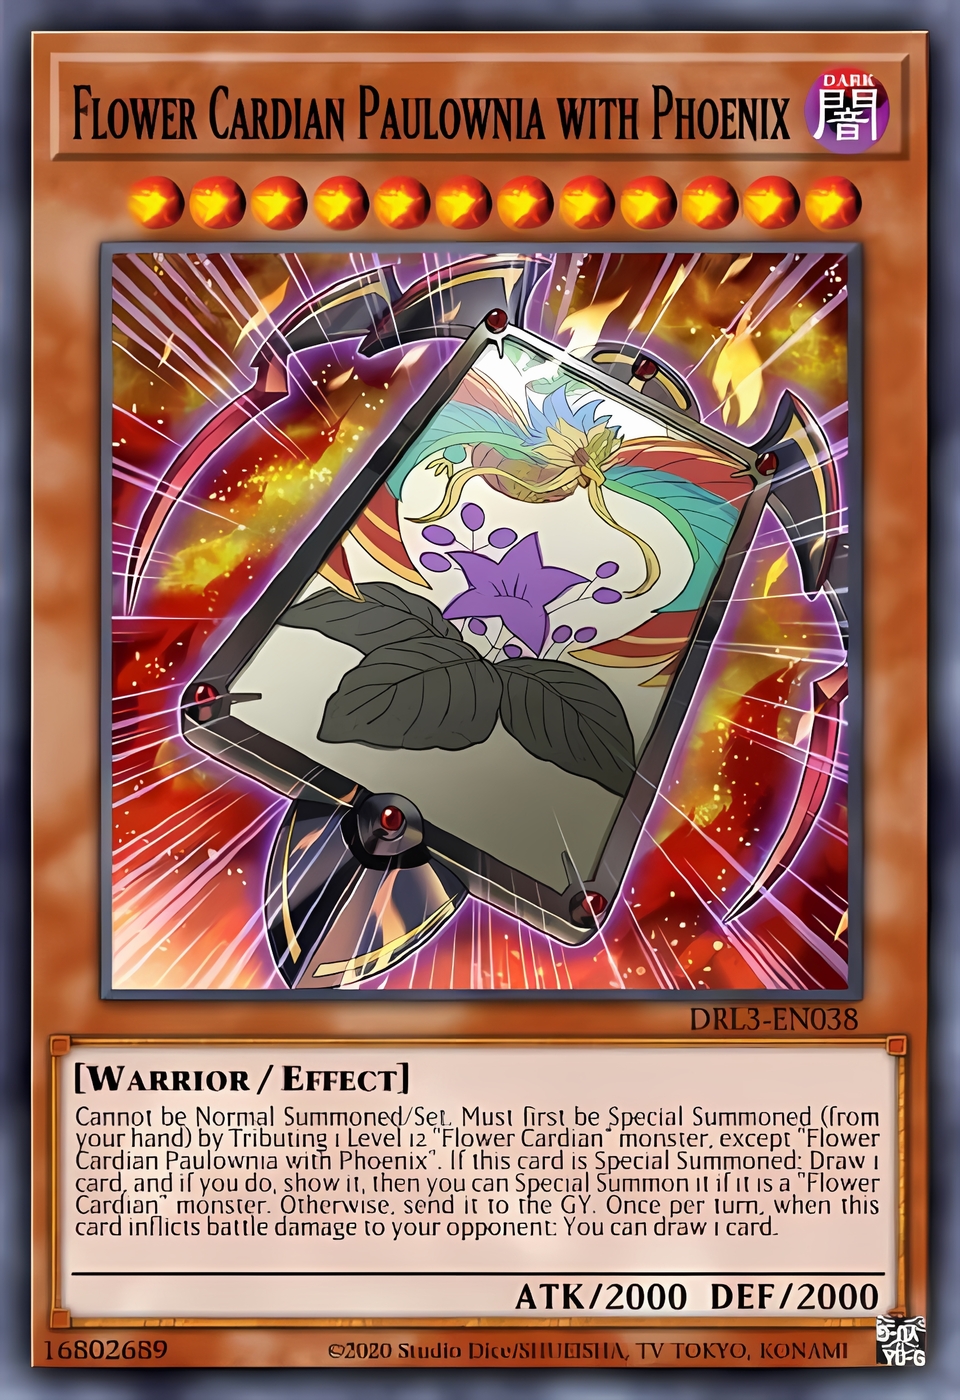 Flower Cardian Paulownia with Phoenix
DARK
闇
DRL3-EN038
[Warrior / Effect]
Cannot be Normal Summoned/Set. Must first be Special Summoned (from
your hand) by Tributing 1 Level 12 "Flower Cardian" monster, except "Flower
Cardian Paulownia with Phoenix". If this card is Special Summoned: Draw 1
card, and if you do, show it, then you can Special Summon it if it is a "Flower
Cardian" monster. Otherwise, send it to the GY. Once per turn, when this
card inflicts battle damage to your opponent: You can draw 1 card.
ATK/2000 DEF/2000
16802689
©2020 Studio Dice/SHUEISHA, TV TOKYO, KONAMI